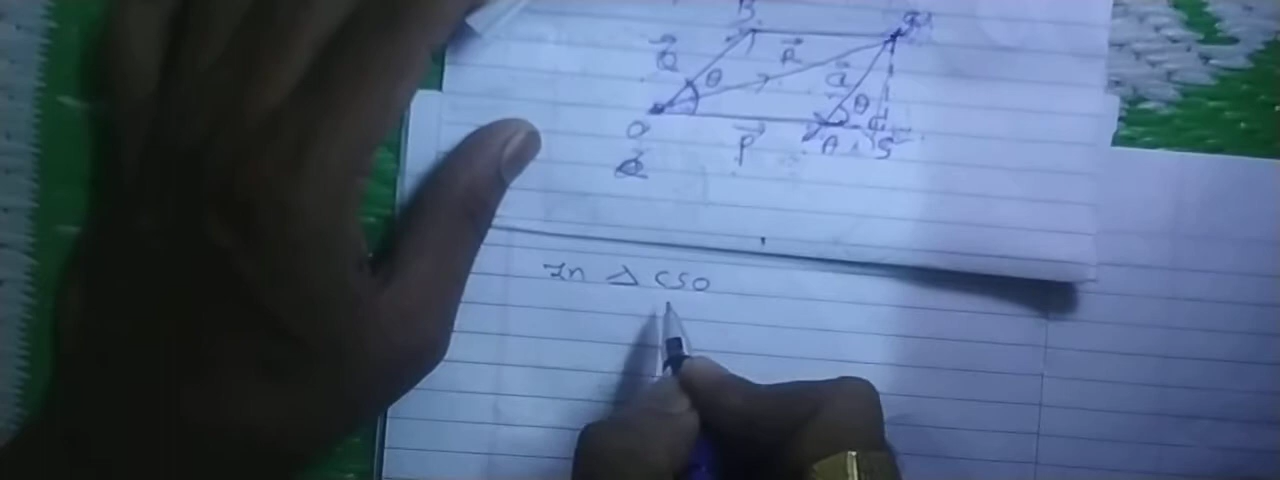 B
Q R Q
θ θ
O P A S
In Δ CSO